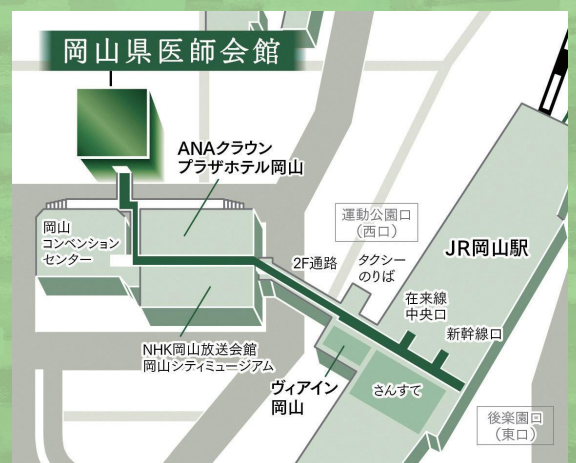 岡山県医師会館
ANAクラウン
プラザホテル岡山
岡山
コンベンション
センター
運動公園口
(西口)
JR岡山駅
2F通路
タクシー
のりば
在来線
中央口
新幹線口
NHK岡山放送会館
岡山シティミュージアム
ヴィアイン
岡山
さんすて
後楽園口
(東口)